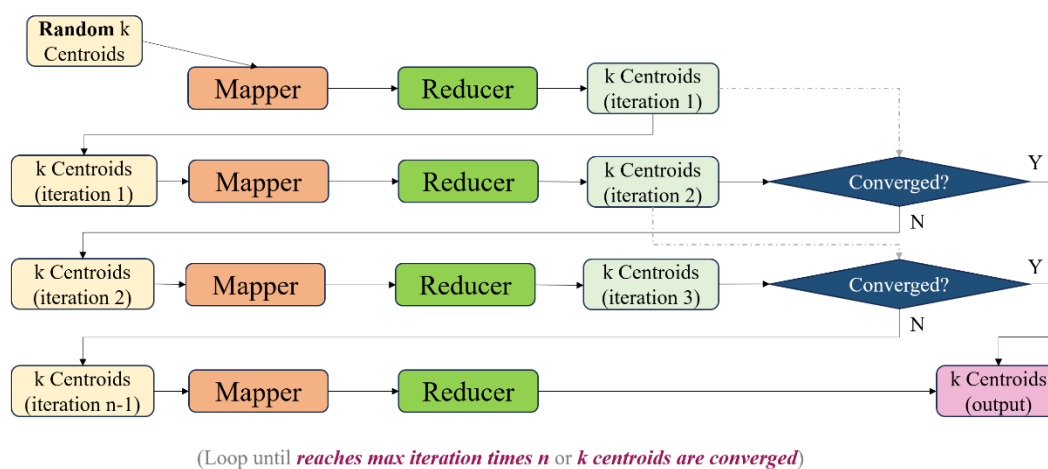 Random k
Centroids
Mapper
Reducer
k Centroids
(iteration 1)
k Centroids
(iteration 1)
Mapper
Reducer
k Centroids
(iteration 2)
Converged?
Y
N
k Centroids
(iteration 2)
Mapper
Reducer
k Centroids
(iteration 3)
Converged?
Y
N
k Centroids
(iteration n-1)
Mapper
Reducer
k Centroids
(output)
(Loop until reaches max iteration times n or k centroids are converged)